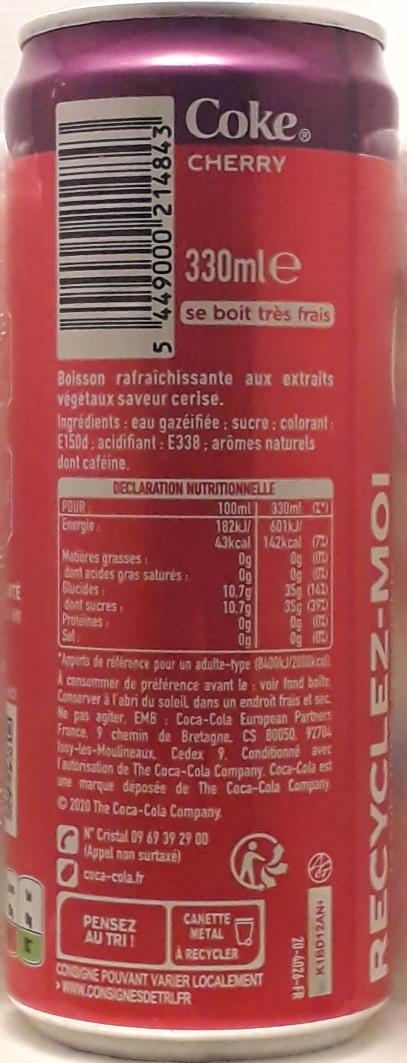 Coke®
CHERRY
5 449000 214843
330ml e
se boit très frais
Boisson rafraîchissante aux extraits
végétaux saveur cerise.
Ingrédients : eau gazéifiée ; sucre ; colorant :
E150d ; acidifiant : E338 ; arômes naturels
dont caféine.
DECLARATION NUTRITIONNELLE
POUR : 100ml 330ml (%*)
Energie : 182kJ/ 601kJ/
43kcal 142kcal (7%)
Matières grasses : 0g 0g (0%)
dont acides gras saturés : 0g 0g (0%)
Glucides : 10.7g 35g (14%)
dont sucres : 10.7g 35g (39%)
Protéines : 0g 0g (0%)
Sel : 0g 0g (0%)
*Apports de référence pour un adulte-type (8400kJ/2000kcal)
A consommer de préférence avant le : voir fond boîte.
Conserver à l'abri du soleil, dans un endroit frais et sec.
Ne pas agiter. EMB : Coca-Cola European Partners
France, 9 chemin de Bretagne, CS 80050, 92784
Issy-les-Moulineaux, Cedex 9. Conditionné avec
l'autorisation de The Coca-Cola Company. Coca-Cola est
une marque déposée de The Coca-Cola Company.
© 2020 The Coca-Cola Company.
N° Cristal 09 69 39 29 00
(Appel non surtaxé)
coca-cola.fr
PENSEZ
AU TRI !
CANETTE
METAL
À RECYCLER
CONSIGNE POUVANT VARIER LOCALEMENT
> WWW.CONSIGNESDETRI.FR
20-4026-FR
K1BD12AN
RECYCLEZ-MOI